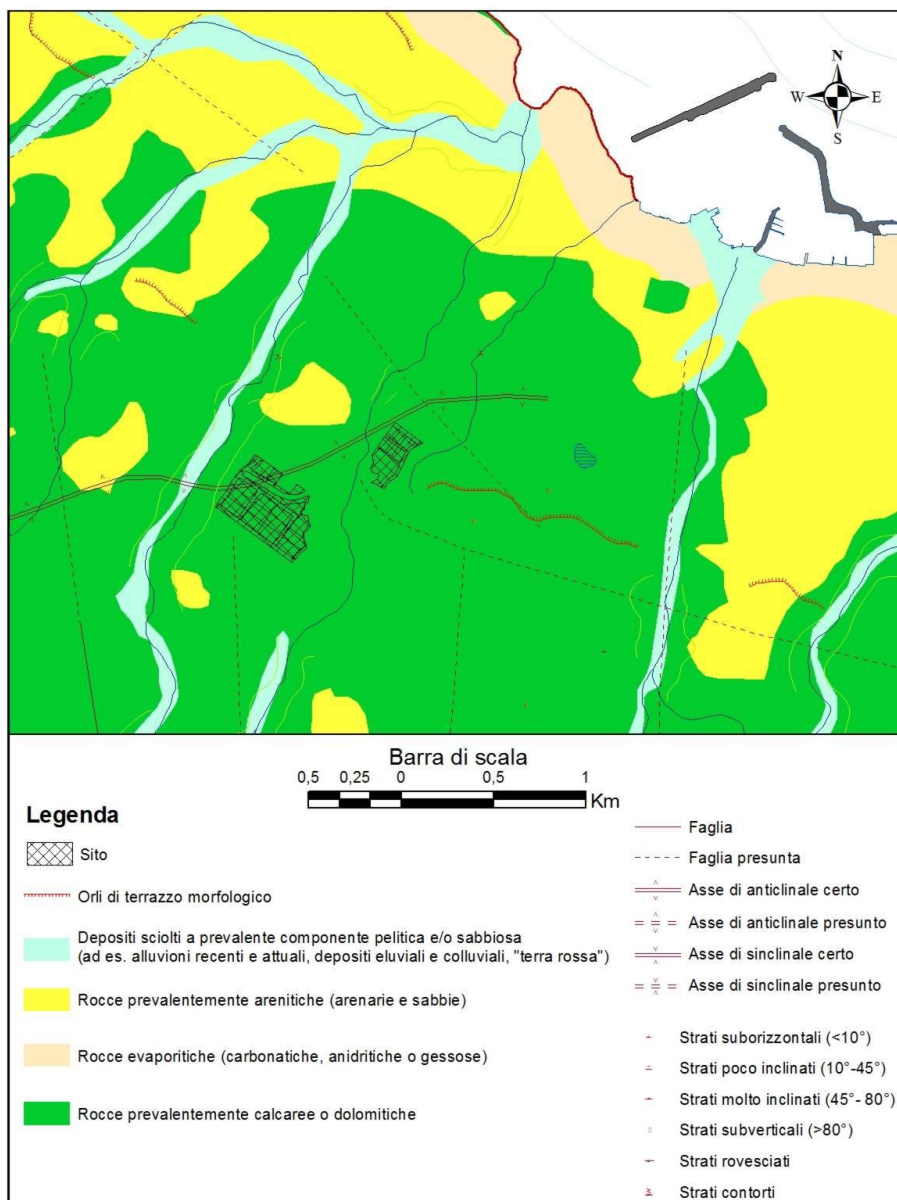 N
W E
S
Barra di scala
0,5 0,25 0 0,5 1
Km
Legenda
Sito
Orli di terrazzo morfologico
Depositi sciolti a prevalente componente pelitica e/o sabbiosa
(ad es. alluvioni recenti e attuali, depositi eluviali e colluviali, "terra rossa")
Rocce prevalentemente arenitiche (arenarie e sabbie)
Rocce evaporitiche (carbonatiche, anidritiche o gessose)
Rocce prevalentemente calcaree o dolomitiche
Faglia
Faglia presunta
Asse di anticlinale certo
Asse di anticlinale presunto
Asse di sinclinale certo
Asse di sinclinale presunto
Strati suborizzontali (<10°)
Strati poco inclinati (10°-45°)
Strati molto inclinati (45°- 80°)
Strati subverticali (>80°)
Strati rovesciati
Strati contorti